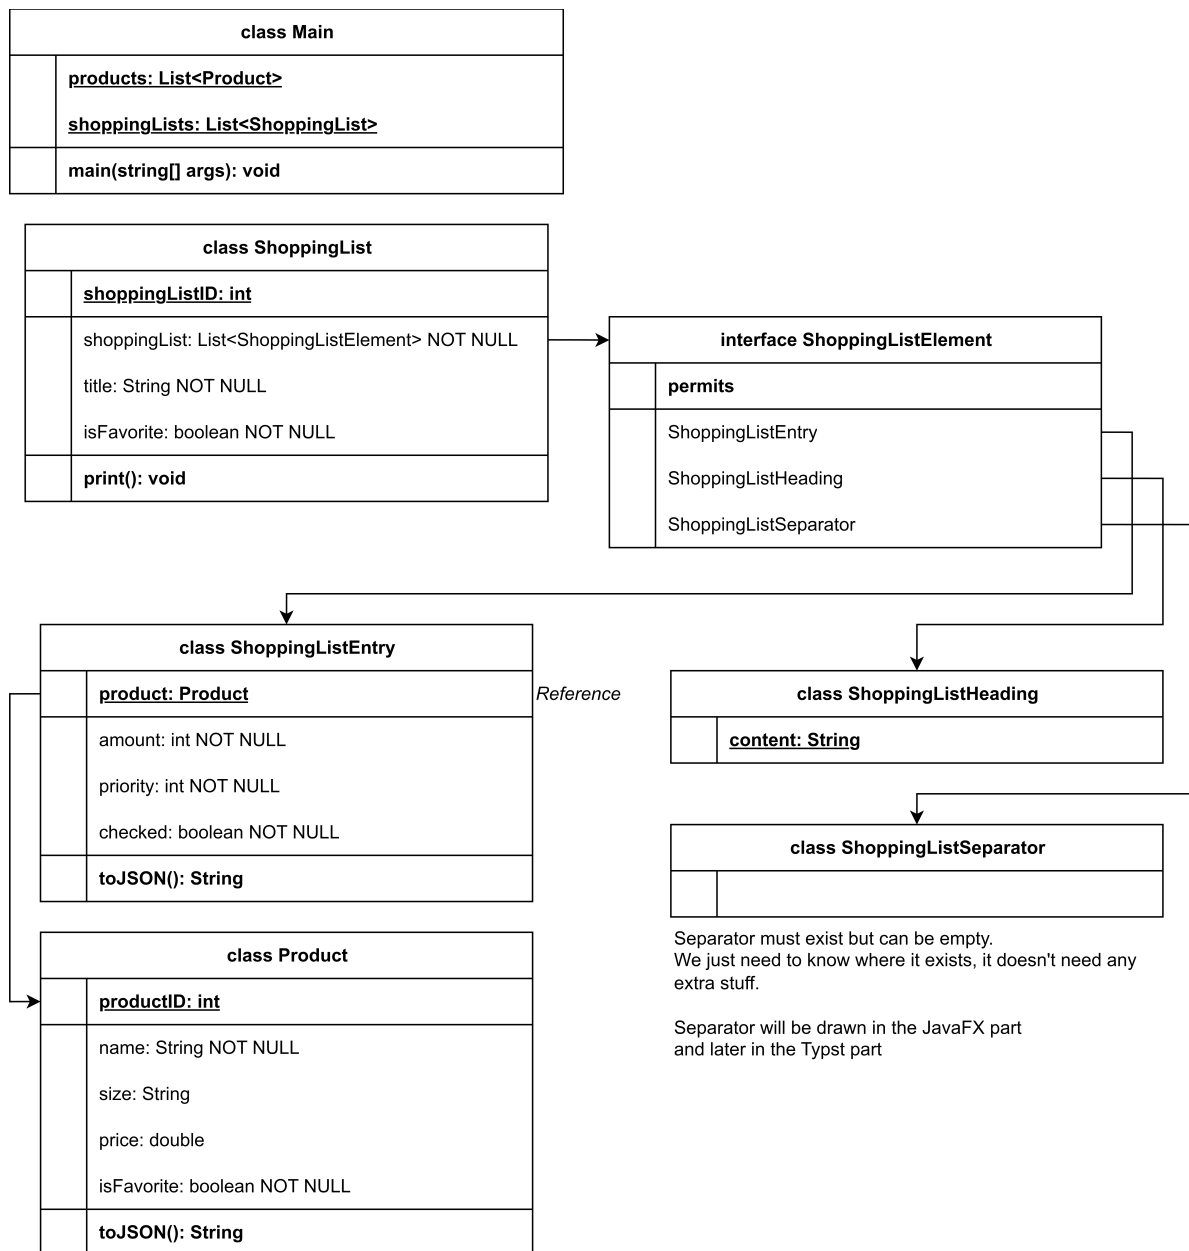 class Main
products: List<Product>
shoppingLists: List<ShoppingList>
main(string[] args): void
class ShoppingList
shoppingListID: int
shoppingList: List<ShoppingListElement> NOT NULL
title: String NOT NULL
isFavorite: boolean NOT NULL
print(): void
interface ShoppingListElement
permits
ShoppingListEntry
ShoppingListHeading
ShoppingListSeparator
class ShoppingListEntry
product: Product
Reference
amount: int NOT NULL
priority: int NOT NULL
checked: boolean NOT NULL
toJSON(): String
class ShoppingListHeading
content: String
class ShoppingListSeparator
Separator must exist but can be empty.
We just need to know where it exists, it doesn't need any
extra stuff.
Separator will be drawn in the JavaFX part
and later in the Typst part
class Product
productID: int
name: String NOT NULL
size: String
price: double
isFavorite: boolean NOT NULL
toJSON(): String